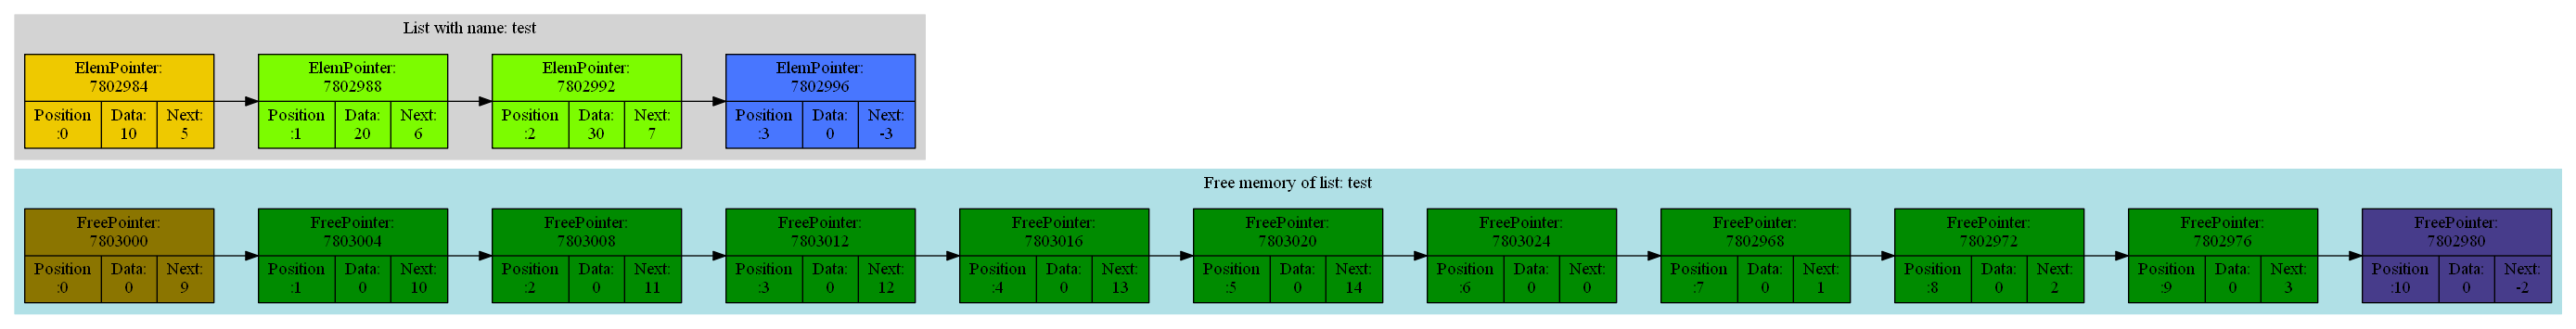 List with name: test
ElemPointer:
7802984
Position
:0
Data:
10
Next:
5
ElemPointer:
7802988
Position
:1
Data:
20
Next:
6
ElemPointer:
7802992
Position
:2
Data:
30
Next:
7
ElemPointer:
7802996
Position
:3
Data:
0
Next:
-3
Free memory of list: test
FreePointer:
7803000
Position
:0
Data:
0
Next:
9
FreePointer:
7803004
Position
:1
Data:
0
Next:
10
FreePointer:
7803008
Position
:2
Data:
0
Next:
11
FreePointer:
7803012
Position
:3
Data:
0
Next:
12
FreePointer:
7803016
Position
:4
Data:
0
Next:
13
FreePointer:
7803020
Position
:5
Data:
0
Next:
14
FreePointer:
7803024
Position
:6
Data:
0
Next:
0
FreePointer:
7802968
Position
:7
Data:
0
Next:
1
FreePointer:
7802972
Position
:8
Data:
0
Next:
2
FreePointer:
7802976
Position
:9
Data:
0
Next:
3
FreePointer:
7802980
Position
:10
Data:
0
Next:
-2